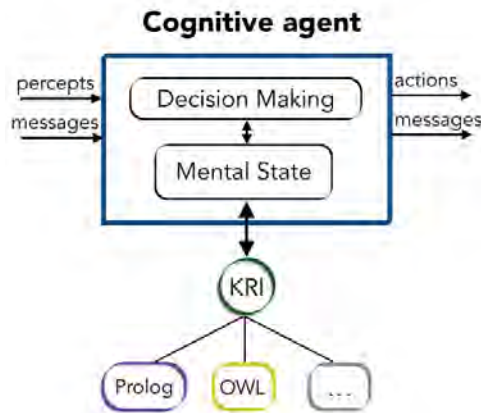 Cognitive agent
percepts
actions
Decision Making
messages
messages
Mental State
KRI
Prolog
OWL
...